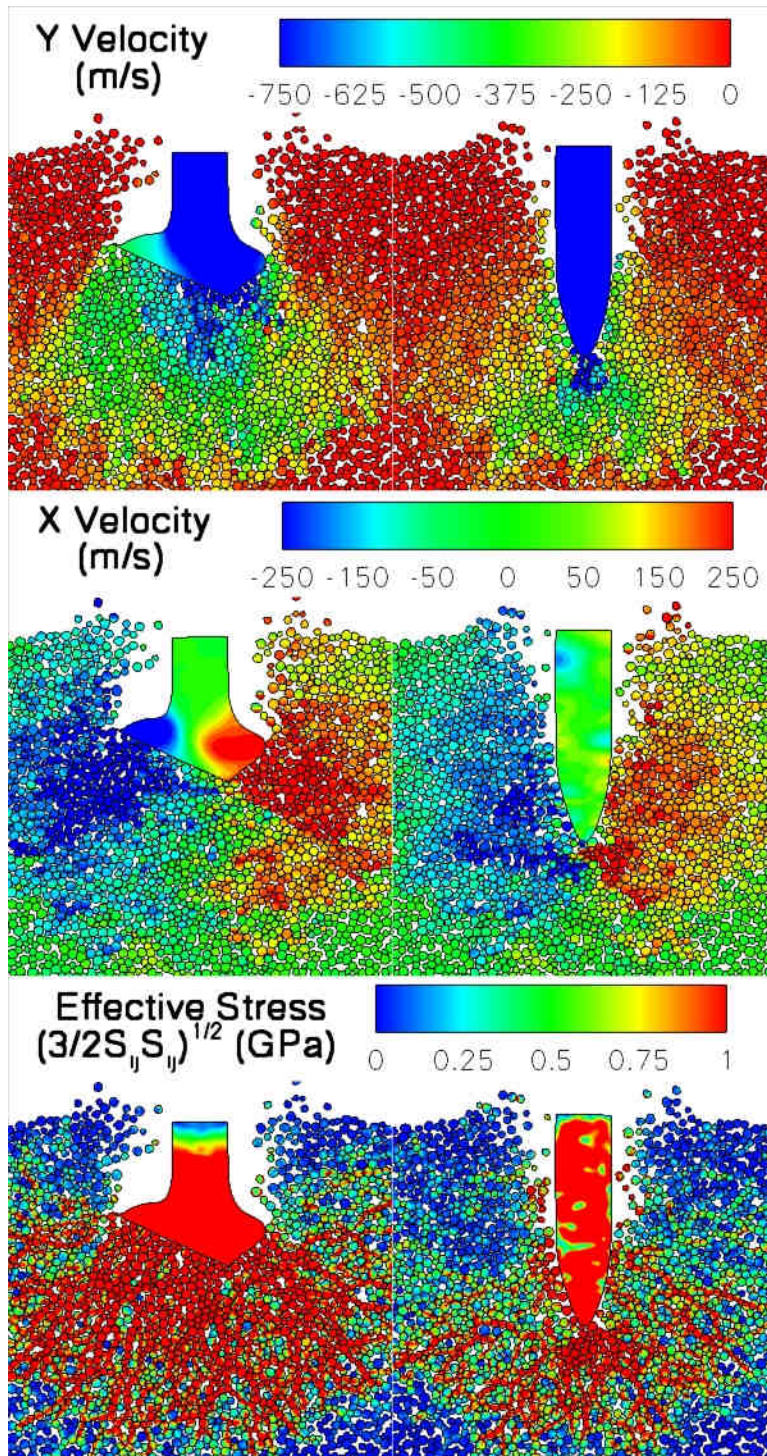 Y Velocity
(m/s)
-750 -625 -500 -375 -250 -125 0
X Velocity
(m/s)
-250 -150 -50 0 50 150 250
Effective Stress
(3/2SᵢⱼSᵢⱼ)¹/² (GPa)
0 0.25 0.5 0.75 1